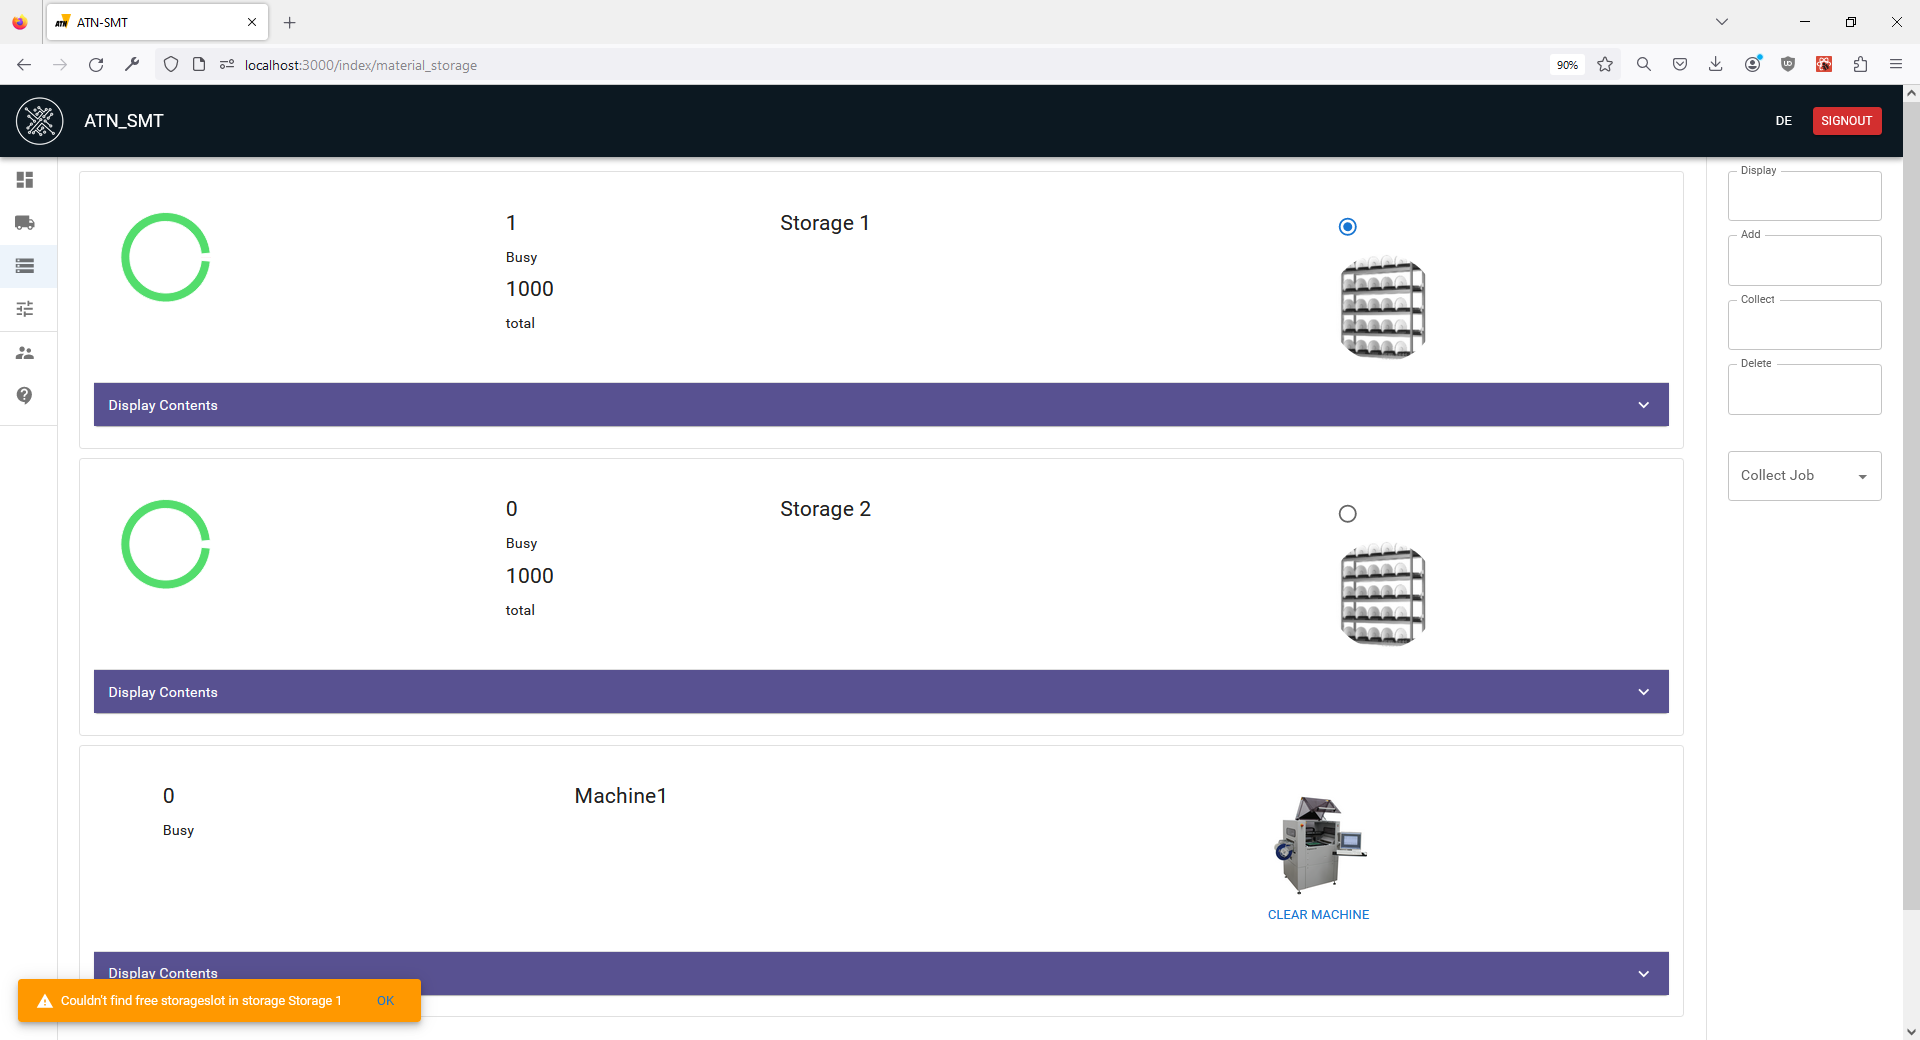 ATN ATN-SMT
localhost:3000/index/material_storage
90%
ATN_SMT
DE
SIGNOUT
1
Busy
1000
total
Storage 1
Display Contents
0
Busy
1000
total
Storage 2
Display Contents
0
Busy
Machine1
CLEAR MACHINE
Display Contents
Couldn't find free storageslot in storage Storage 1
OK
Display
Add
Collect
Delete
Collect Job